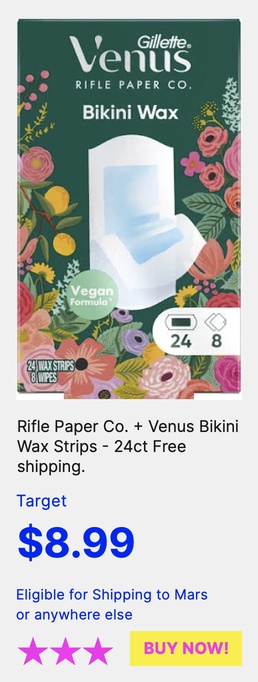 Gillette®
Venus
RIFLE PAPER CO.
Bikini Wax
Vegan
Formula*
24 8
24 WAX STRIPS
8 WIPES
Rifle Paper Co. + Venus Bikini
Wax Strips - 24ct Free
shipping.
Target
$8.99
Eligible for Shipping to Mars
or anywhere else
BUY NOW!